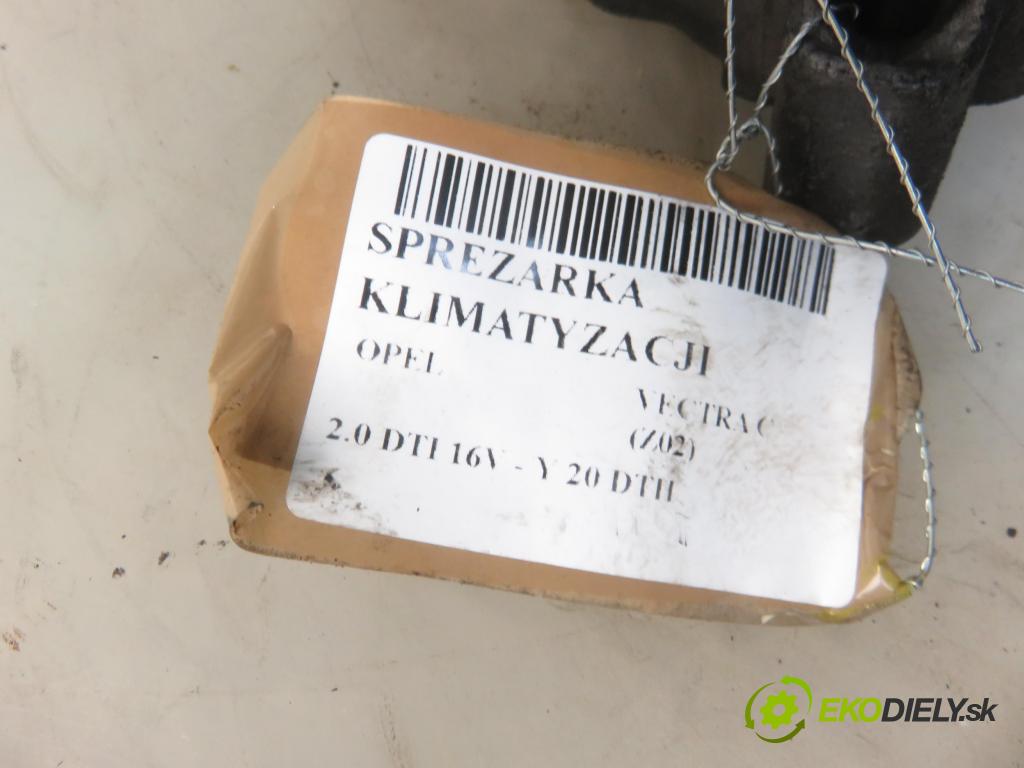 SPREZARKA
KLIMATYZACJI
OPEL
VECTRA C
(Z02)
2.0 DTI 16V - Y 20 DTH
EKODIELY.sk